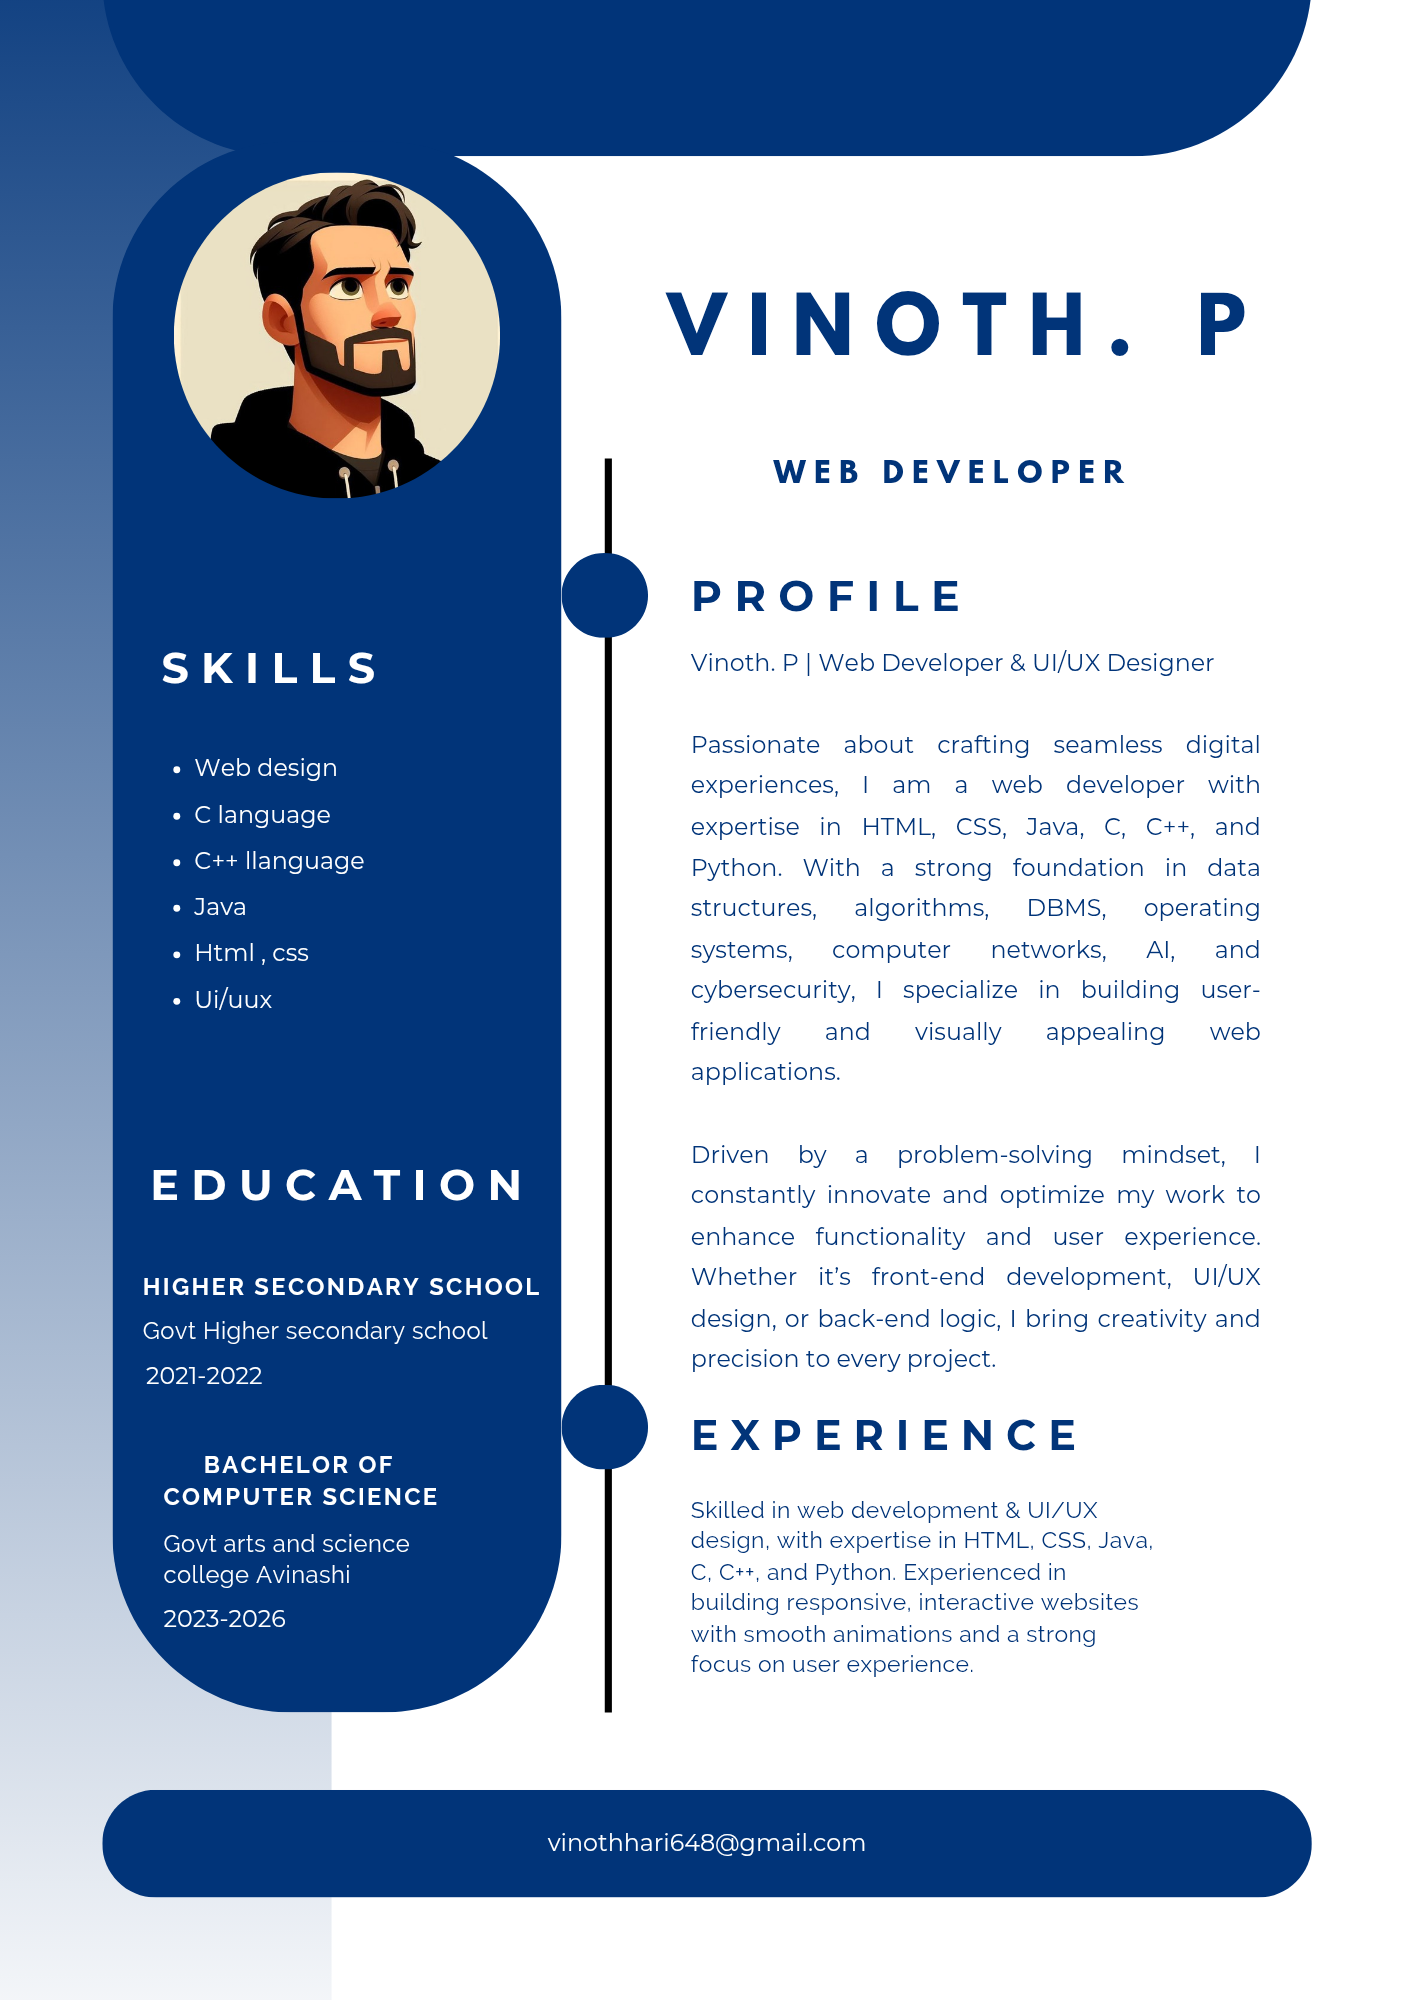 VINOTH. P
WEB DEVELOPER
SKILLS
• Web design
• C language
• C++ llanguage
• Java
• Html , css
• Ui/uux
EDUCATION
HIGHER SECONDARY SCHOOL
Govt Higher secondary school
2021-2022
BACHELOR OF
COMPUTER SCIENCE
Govt arts and science
college Avinashi
2023-2026
PROFILE
Vinoth. P | Web Developer & UI/UX Designer
Passionate about crafting seamless digital
experiences, I am a web developer with
expertise in HTML, CSS, Java, C, C++, and
Python. With a strong foundation in data
structures, algorithms, DBMS, operating
systems, computer networks, AI, and
cybersecurity, I specialize in building user-
friendly and visually appealing web
applications.
Driven by a problem-solving mindset, I
constantly innovate and optimize my work to
enhance functionality and user experience.
Whether it’s front-end development, UI/UX
design, or back-end logic, I bring creativity and
precision to every project.
EXPERIENCE
Skilled in web development & UI/UX
design, with expertise in HTML, CSS, Java,
C, C++, and Python. Experienced in
building responsive, interactive websites
with smooth animations and a strong
focus on user experience.
vinothhari648@gmail.com